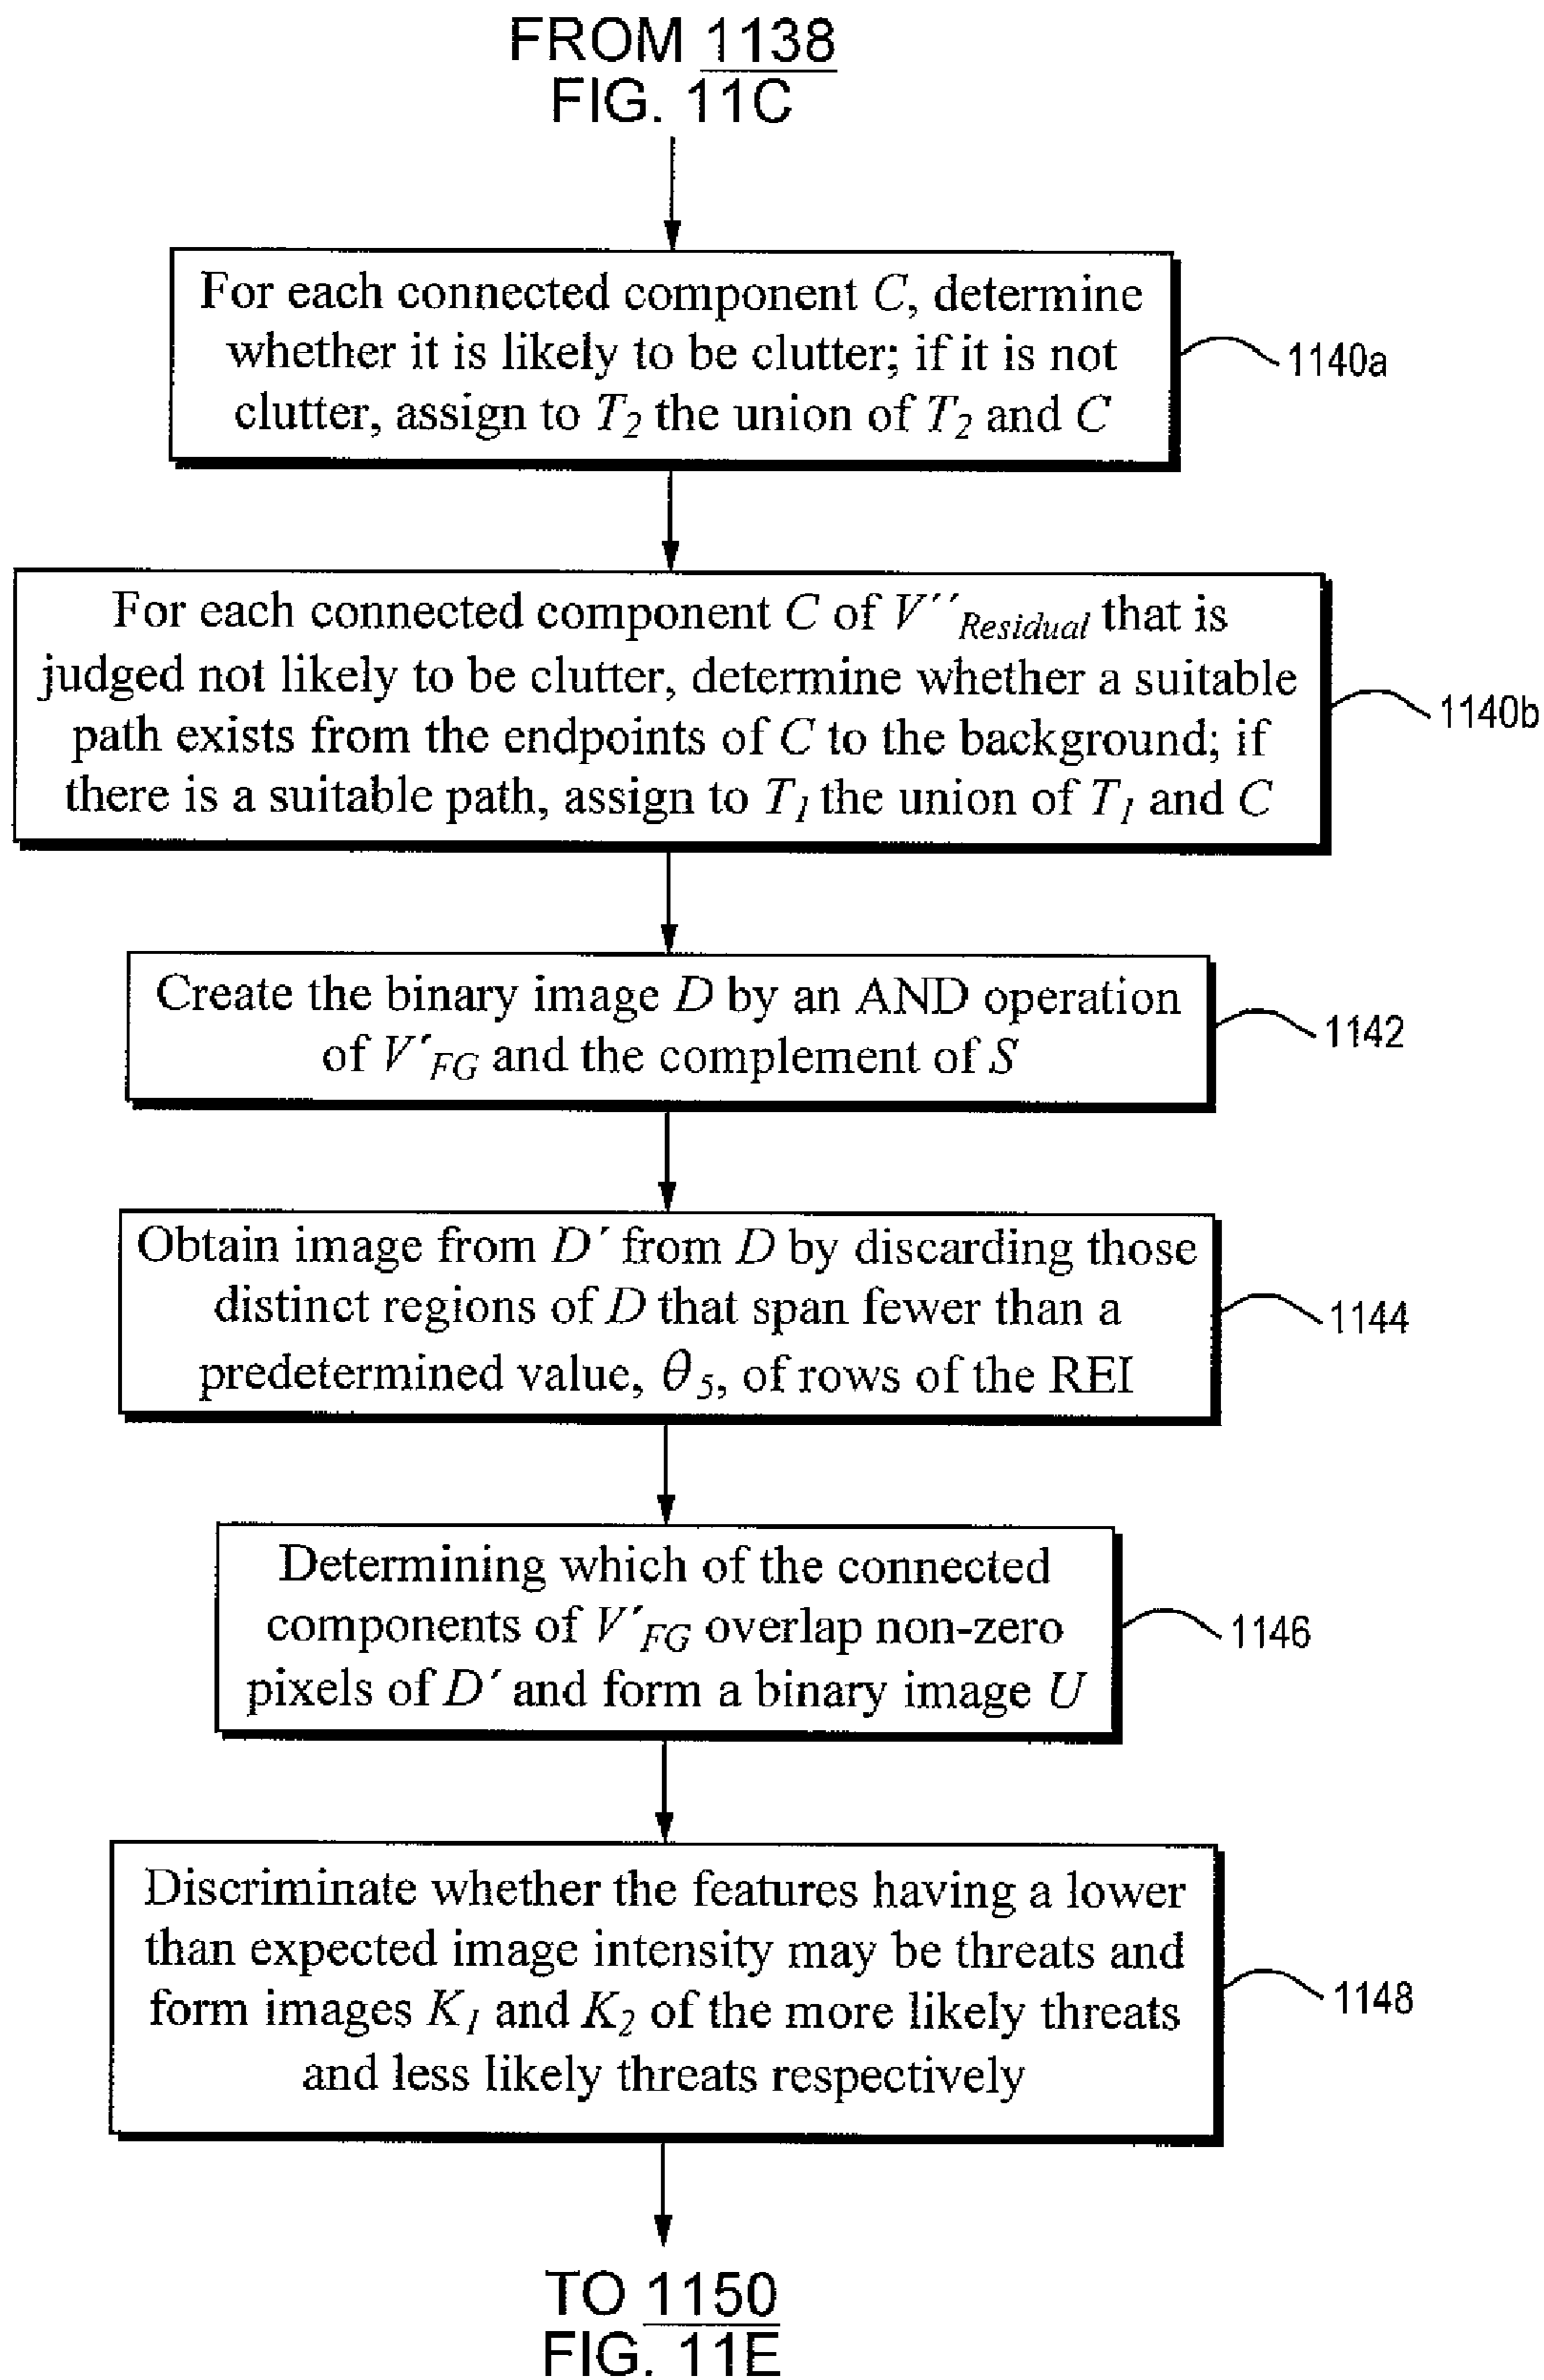 FROM 1138
FIG. 11C
For each connected component C, determine
whether it is likely to be clutter; if it is not
clutter, assign to T2 the union of T2 and C
1140a
For each connected component C of V´´Residual that is
judged not likely to be clutter, determine whether a suitable
path exists from the endpoints of C to the background; if
there is a suitable path, assign to T1 the union of T1 and C
1140b
Create the binary image D by an AND operation
of V´FG and the complement of S
1142
Obtain image from D´ from D by discarding those
distinct regions of D that span fewer than a
predetermined value, θ5, of rows of the REI
1144
Determining which of the connected
components of V´FG overlap non-zero
pixels of D´ and form a binary image U
1146
Discriminate whether the features having a lower
than expected image intensity may be threats and
form images K1 and K2 of the more likely threats
and less likely threats respectively
1148
TO 1150
FIG. 11E